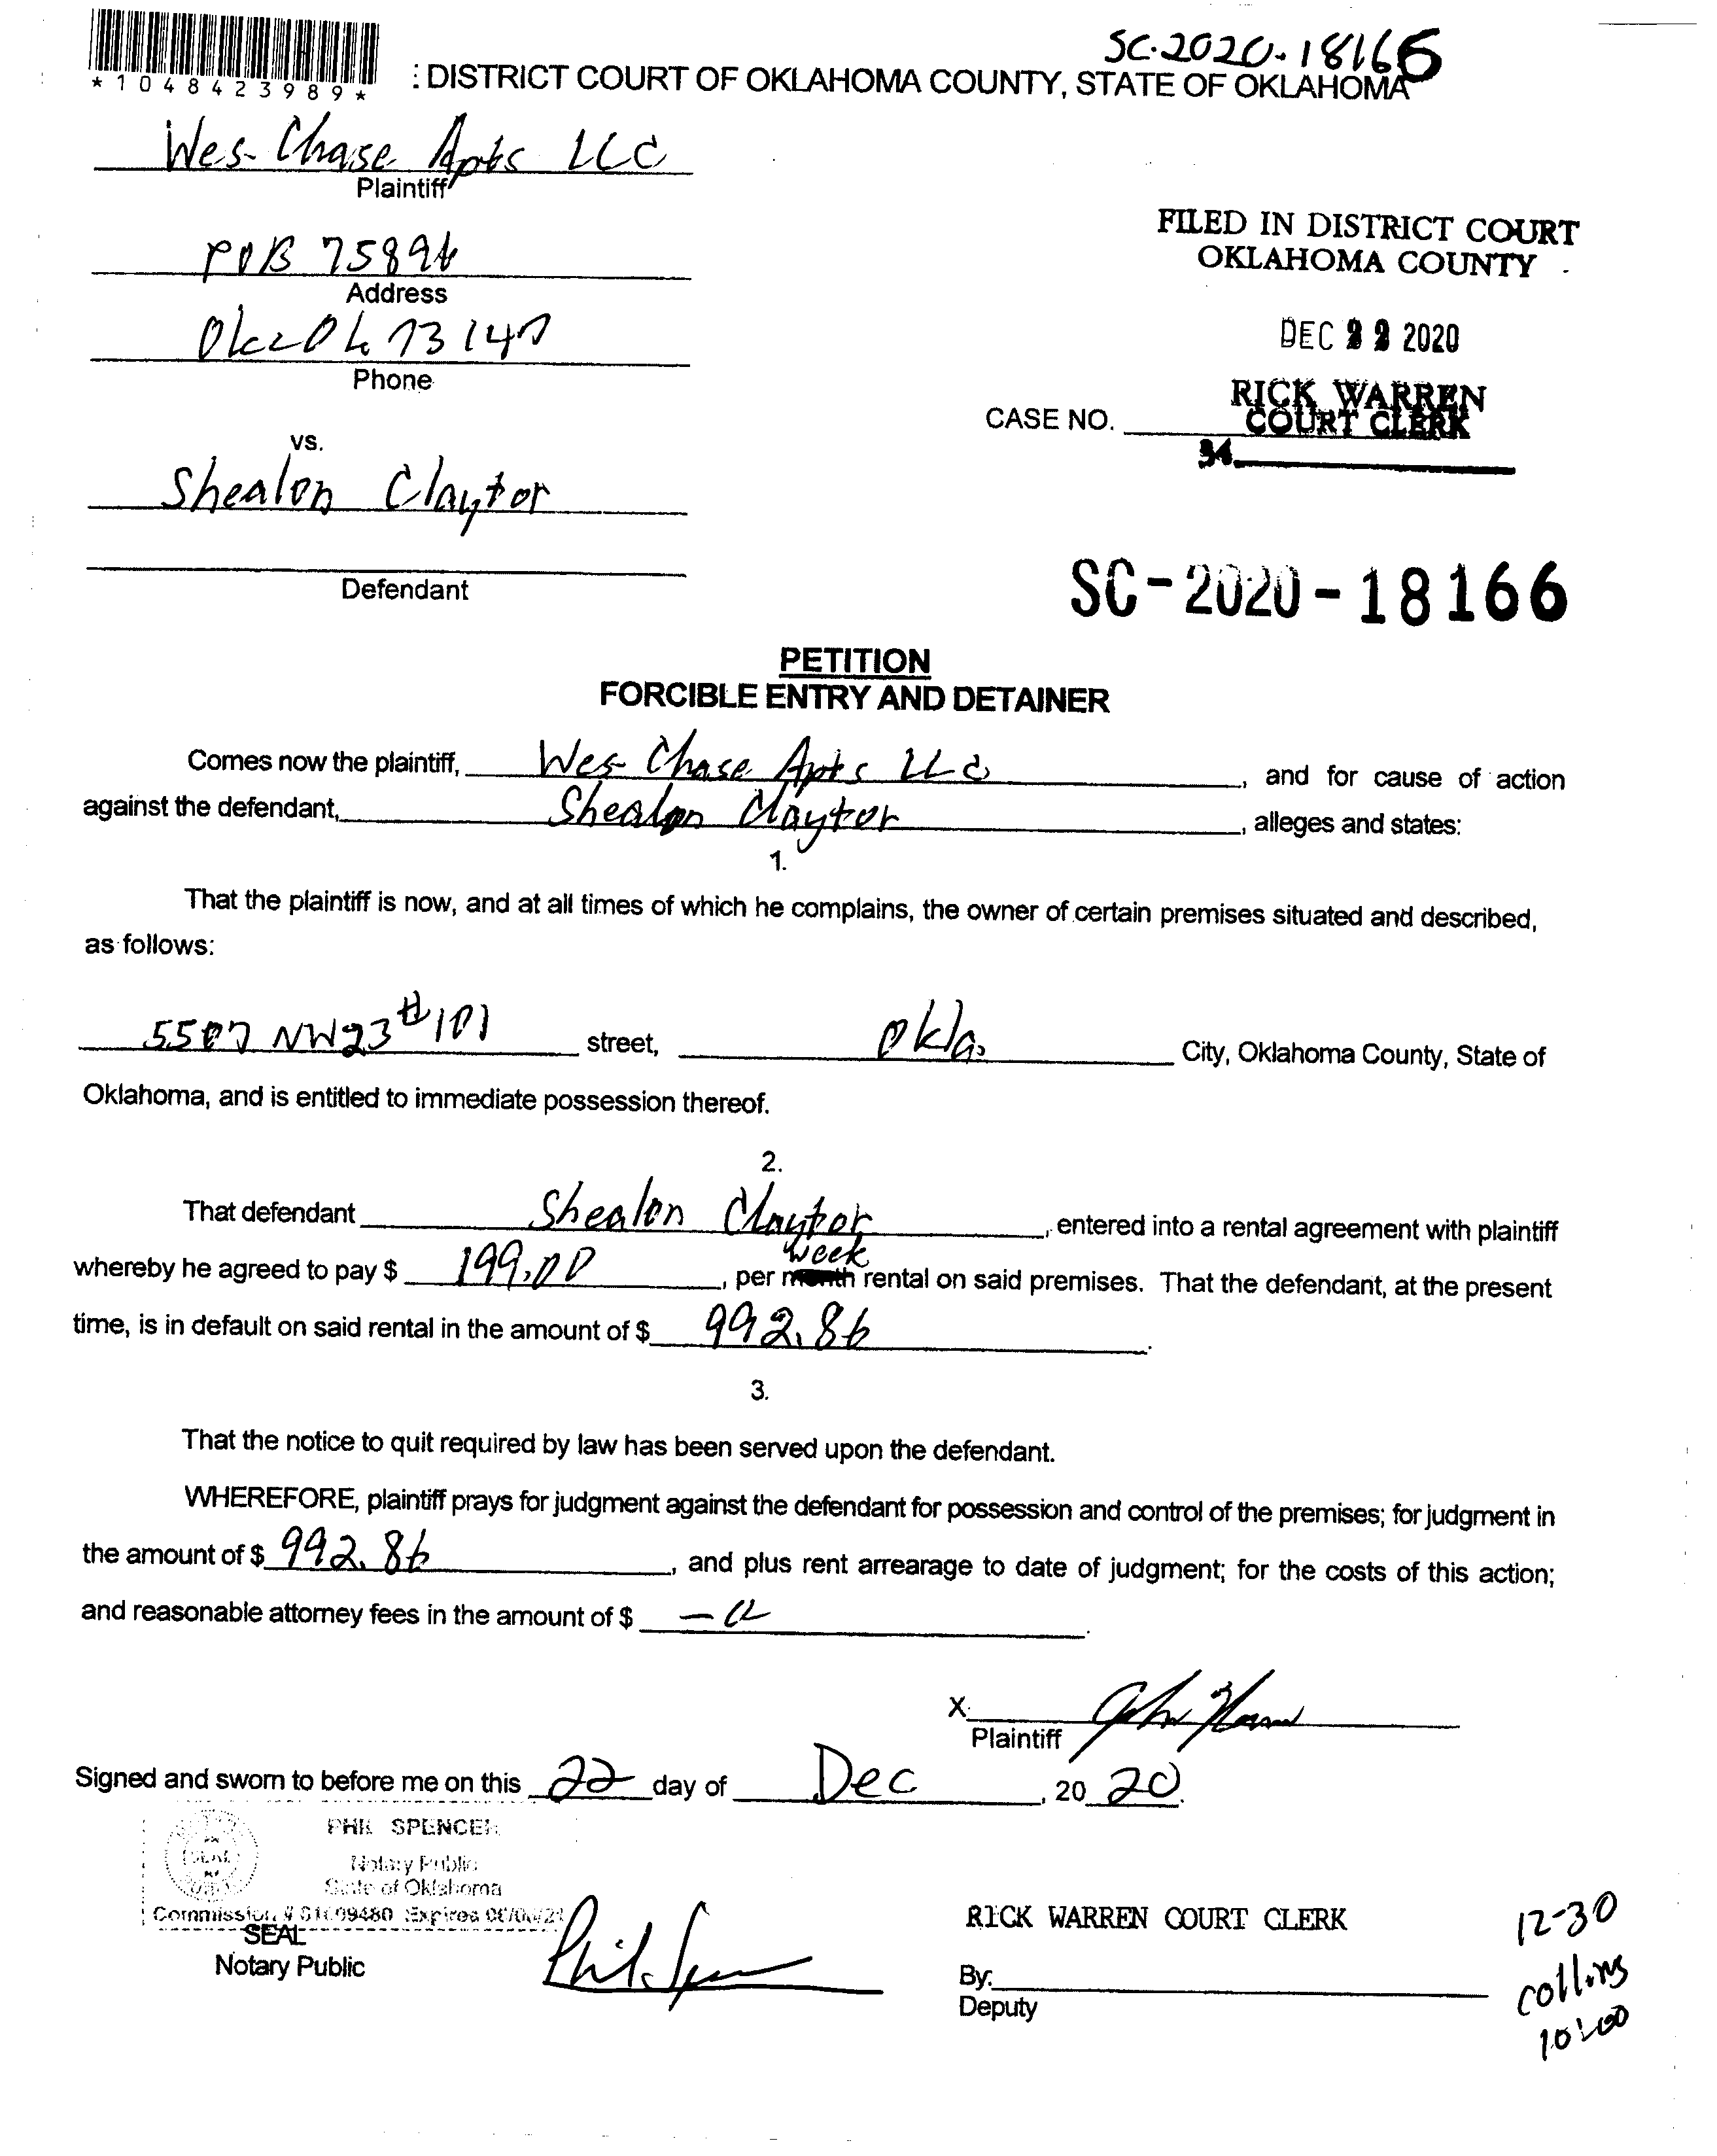 SC-2020-18166
*1048423989*
: DISTRICT COURT OF OKLAHOMA COUNTY, STATE OF OKLAHOMA
Wes-Chase Apts LLC
Plaintiff
POB 75896
Address
Okc Ok 73147
Phone
FILED IN DISTRICT COURT
OKLAHOMA COUNTY
DEC 22 2020
RICK WARREN
COURT CLERK
CASE NO.
34
vs.
Shealon Claytor
Defendant
SC-2020-18166
PETITION
FORCIBLE ENTRY AND DETAINER
Comes now the plaintiff, Wes-Chase Apts LLC, and for cause of action
against the defendant, Shealon Claytor, alleges and states:
1.
That the plaintiff is now, and at all times of which he complains, the owner of certain premises situated and described,
as follows:
5507 NW23 #101 street, Okla. City, Oklahoma County, State of
Oklahoma, and is entitled to immediate possession thereof.
2.
That defendant Shealon Claytor, entered into a rental agreement with plaintiff
week
whereby he agreed to pay $ 199.00, per month rental on said premises. That the defendant, at the present
time, is in default on said rental in the amount of $ 992.86.
3.
That the notice to quit required by law has been served upon the defendant.
WHEREFORE, plaintiff prays for judgment against the defendant for possession and control of the premises; for judgment in
the amount of $ 992.86, and plus rent arrearage to date of judgment; for the costs of this action;
and reasonable attorney fees in the amount of $
X
Plaintiff
Signed and sworn to before me on this 22 day of Dec, 20 20.
PHIL SPENCER
Notary Public
State of Oklahoma
Commission # Expires
SEAL
Notary Public
Phil Spencer
RICK WARREN COURT CLERK
By:
Deputy
12-30
collins
10:00